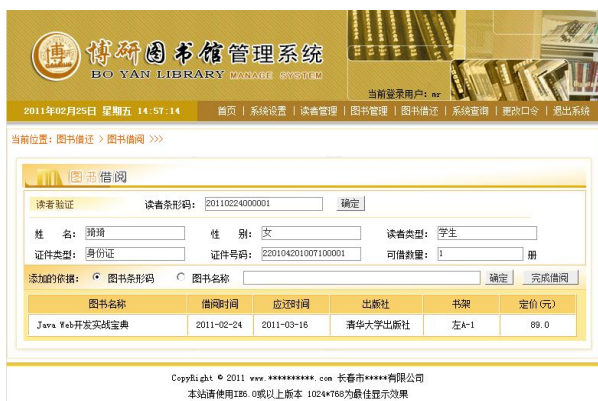 博研图书馆管理系统
BO YAN LIBRARY MANAGE SYSTEM
当前登录用户：mr
2011年02月25日 星期五 14:57:14 首页 | 系统设置 | 读者管理 | 图书管理 | 图书借还 | 系统查询 | 更改口令 | 退出系统
当前位置：图书借还 > 图书借阅 >>>
图书借阅
读者验证 读者条形码： 20110224000001 确定
姓 名： 琦琦 性 别： 女 读者类型： 学生
证件类型： 身份证 证件号码： 220104201007100001 可借数量： 1 册
添加的依据： 图书条形码 图书名称 确定 完成借阅
图书名称 借阅时间 应还时间 出版社 书架 定价(元)
Java Web开发实战宝典 2011-02-24 2011-03-16 清华大学出版社 左A-1 89.0
CopyRight © 2011 www.**********.com 长春市*****有限公司
本站请使用IE6.0或以上版本 1024*768为最佳显示效果